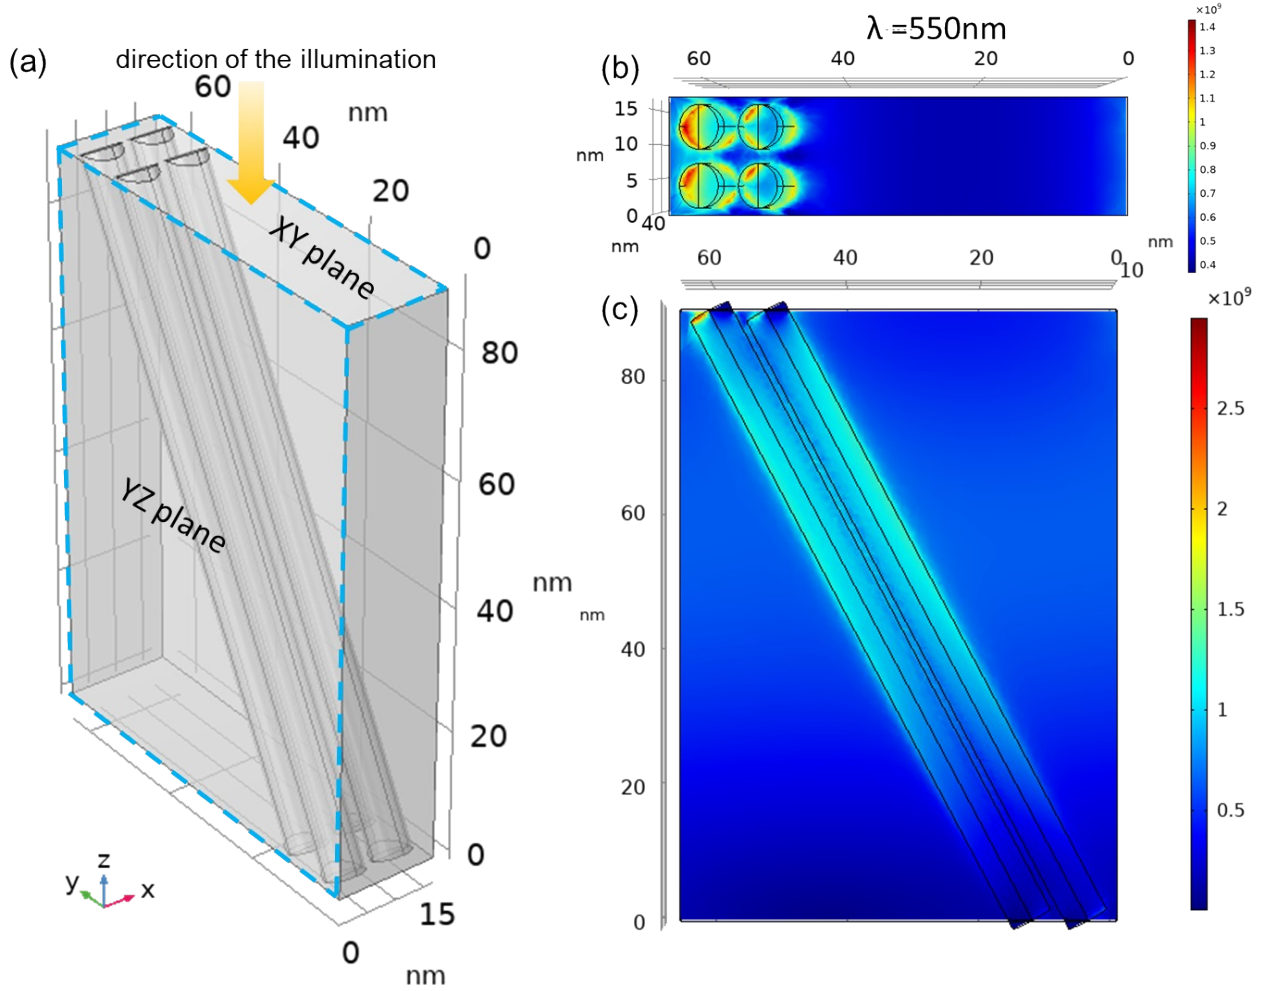 (a)
direction of the illumination
60
nm
40
20
0
XY plane
YZ plane
80
60
nm
40
20
0
15
0
nm
z
y
x
λ =550nm
(b)
60
40
20
0
15
10
5
0
nm
40
nm
×10⁹
1.4
1.3
1.2
1.1
1
0.9
0.8
0.7
0.6
0.5
0.4
(c)
60
40
20
0
10
nm
80
60
40
20
0
nm
×10⁹
2.5
2
1.5
1
0.5